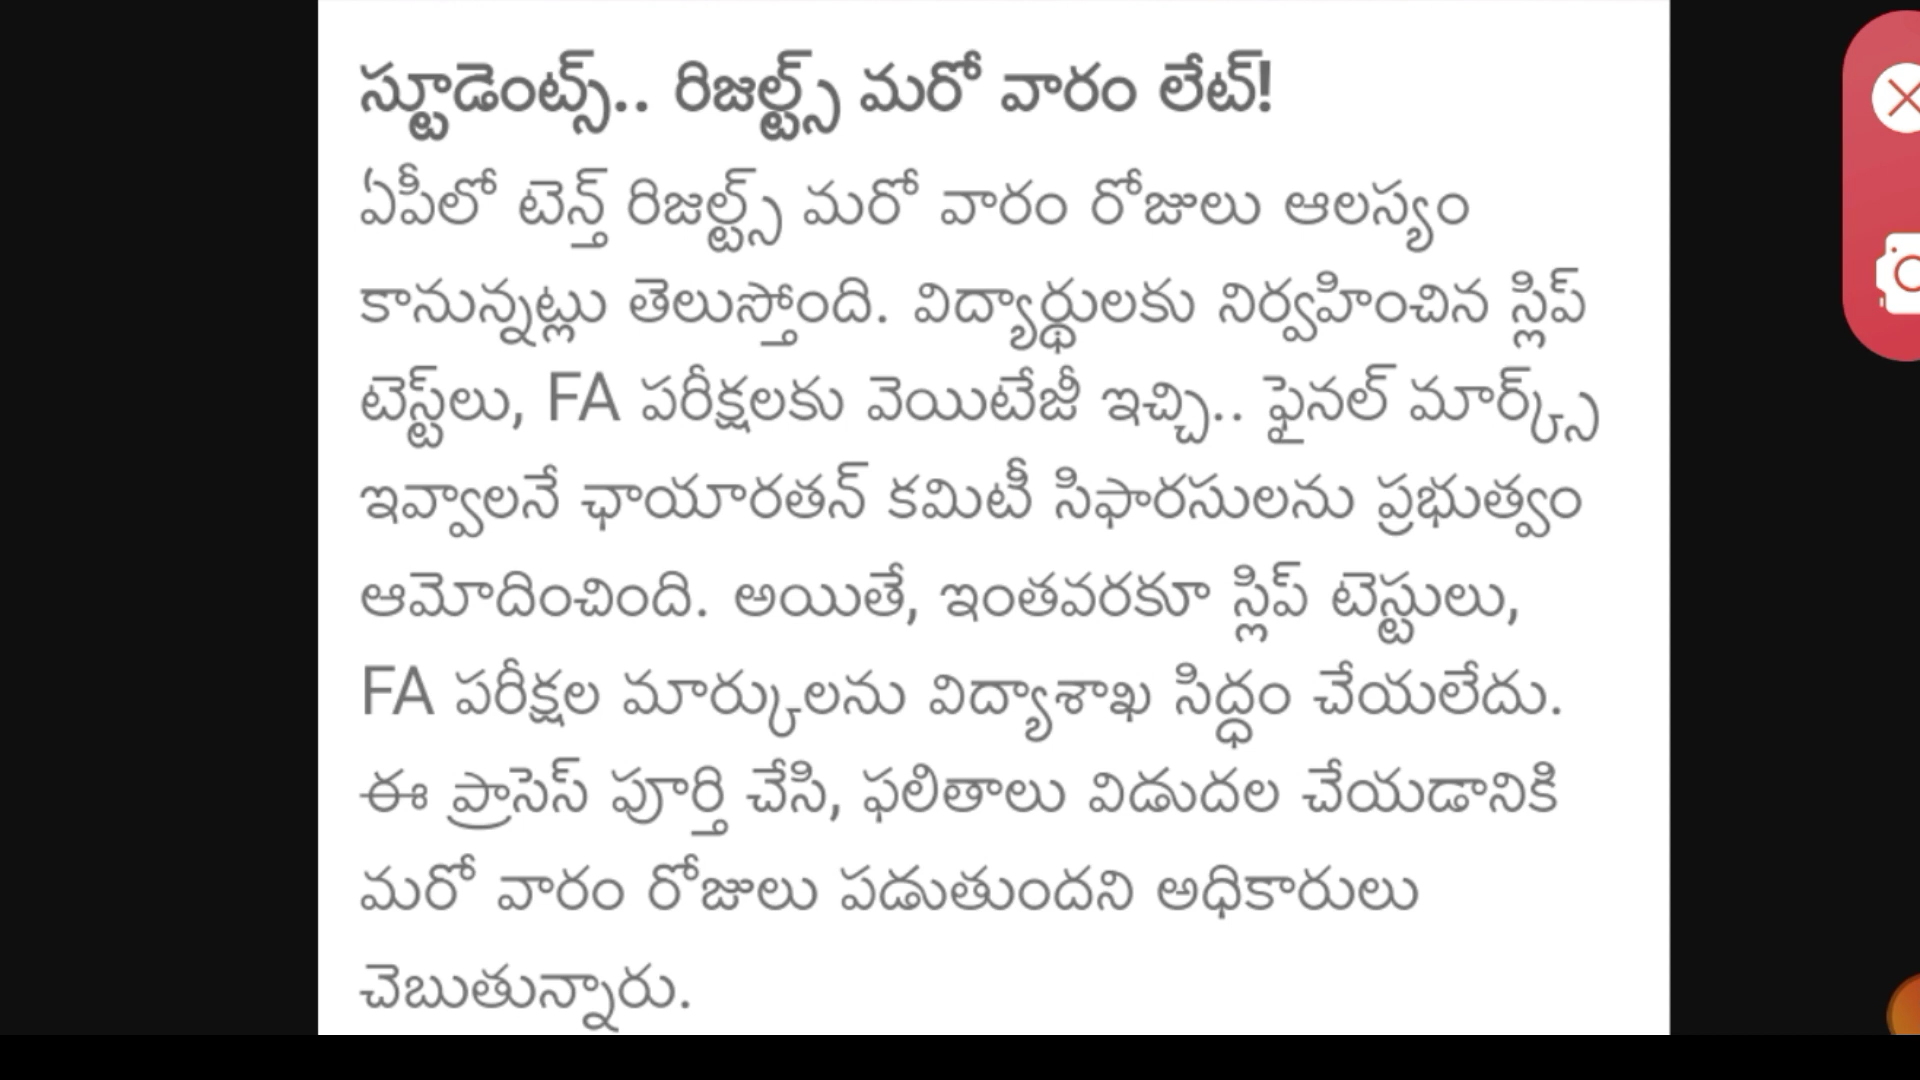 స్టూడెంట్స్.. రిజల్ట్స్ మరో వారం లేట్!
ఏపీలో టెన్త్ రిజల్ట్స్ మరో వారం రోజులు ఆలస్యం
కానున్నట్లు తెలుస్తోంది. విద్యార్థులకు నిర్వహించిన స్లిప్
టెస్ట్‌లు, FA పరీక్షలకు వెయిటేజీ ఇచ్చి.. ఫైనల్ మార్క్స్
ఇవ్వాలనే ఛాయారతన్ కమిటీ సిఫారసులను ప్రభుత్వం
ఆమోదించింది. అయితే, ఇంతవరకూ స్లిప్ టెస్టులు,
FA పరీక్షల మార్కులను విద్యాశాఖ సిద్ధం చేయలేదు.
ఈ ప్రాసెస్ పూర్తి చేసి, ఫలితాలు విడుదల చేయడానికి
మరో వారం రోజులు పడుతుందని అధికారులు
చెబుతున్నారు.